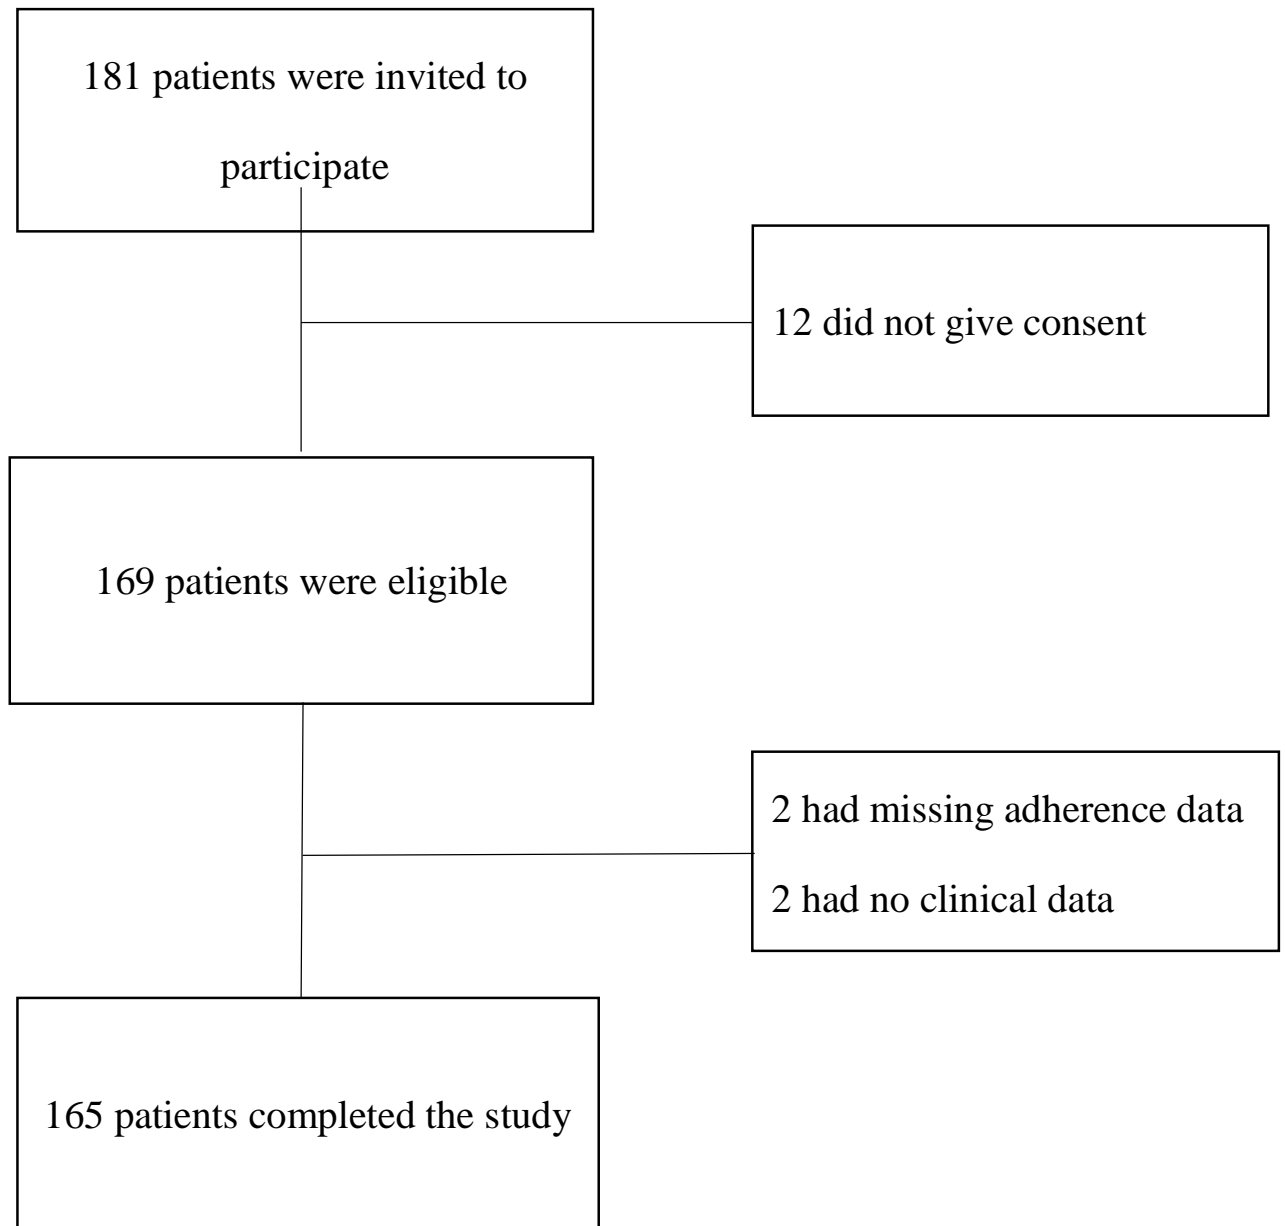 181 patients were invited to
participate
12 did not give consent
169 patients were eligible
2 had missing adherence data
2 had no clinical data
165 patients completed the study